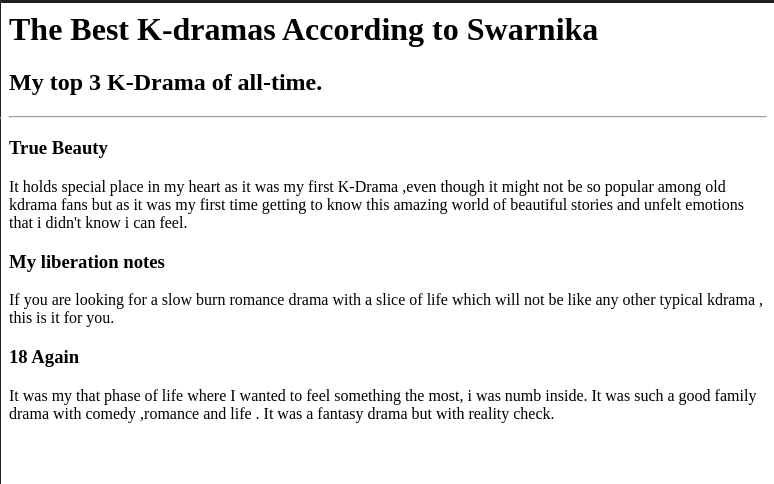 The Best K-dramas According to Swarnika
My top 3 K-Drama of all-time.
True Beauty
It holds special place in my heart as it was my first K-Drama ,even though it might not be so popular among old
kdrama fans but as it was my first time getting to know this amazing world of beautiful stories and unfelt emotions
that i didn't know i can feel.
My liberation notes
If you are looking for a slow burn romance drama with a slice of life which will not be like any other typical kdrama ,
this is it for you.
18 Again
It was my that phase of life where I wanted to feel something the most, i was numb inside. It was such a good family
drama with comedy ,romance and life . It was a fantasy drama but with reality check.